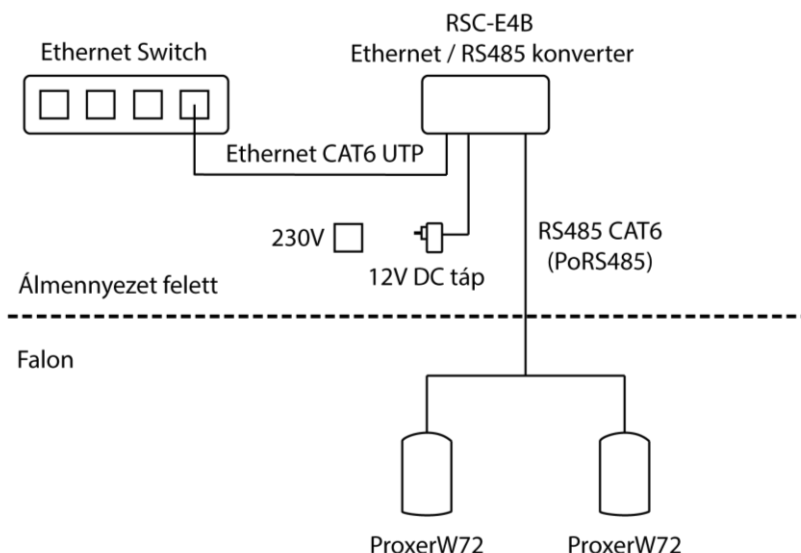 RSC-E4B
Ethernet Switch
Ethernet / RS485 konverter
Ethernet CAT6 UTP
230V
12V DC táp
RS485 CAT6
(PoRS485)
Álmennyezet felett
Falon
ProxerW72
ProxerW72